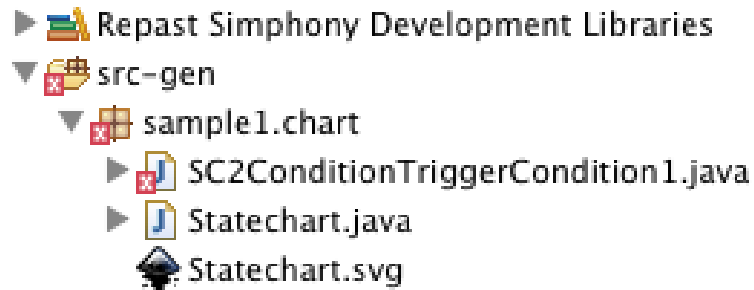 Repast Simphony Development Libraries
src-gen
sample1.chart
SC2ConditionTriggerCondition1.java
Statechart.java
Statechart.svg